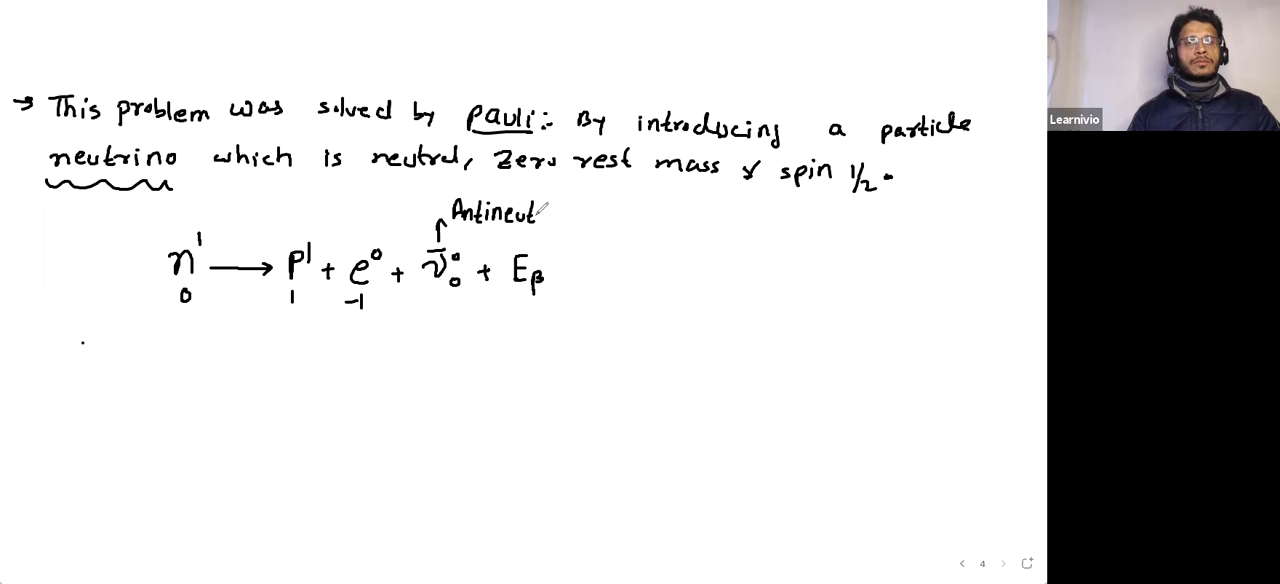 → This problem was solved by Pauli :- By introducing a particle
neutrino which is neutral, zero rest mass & spin 1/2.
Antineut
n¹₀ → p¹₁ + e⁰₋₁ + ν̄⁰₀ + Eᵦ
Learnivio
4